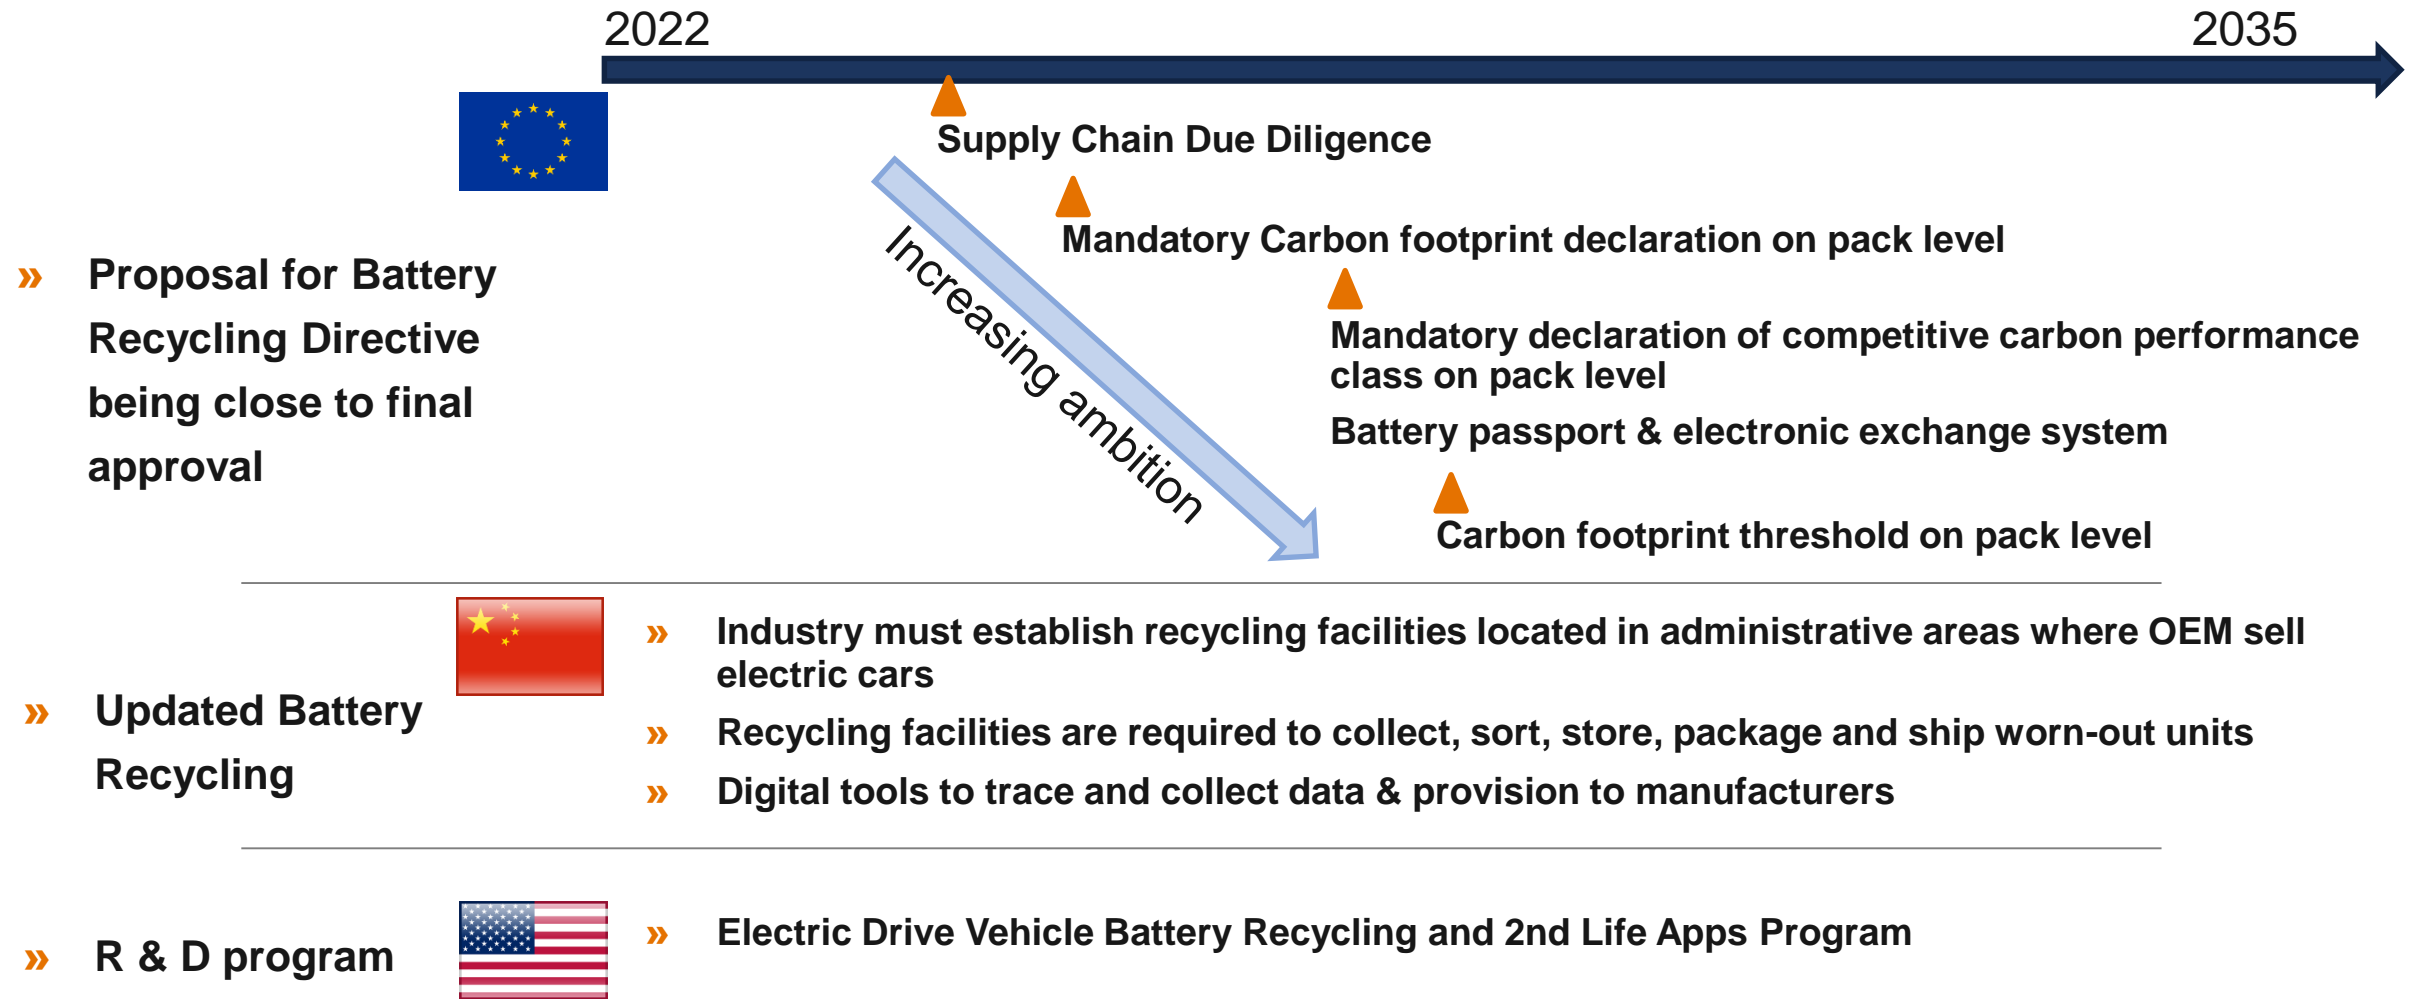 2022
2035
Supply Chain Due Diligence
Mandatory Carbon footprint declaration on pack level
Mandatory declaration of competitive carbon performance
class on pack level
Battery passport & electronic exchange system
Carbon footprint threshold on pack level
Increasing ambition
» Proposal for Battery
Recycling Directive
being close to final
approval
» Updated Battery
Recycling
» Industry must establish recycling facilities located in administrative areas where OEM sell
electric cars
» Recycling facilities are required to collect, sort, store, package and ship worn-out units
» Digital tools to trace and collect data & provision to manufacturers
» R & D program
» Electric Drive Vehicle Battery Recycling and 2nd Life Apps Program